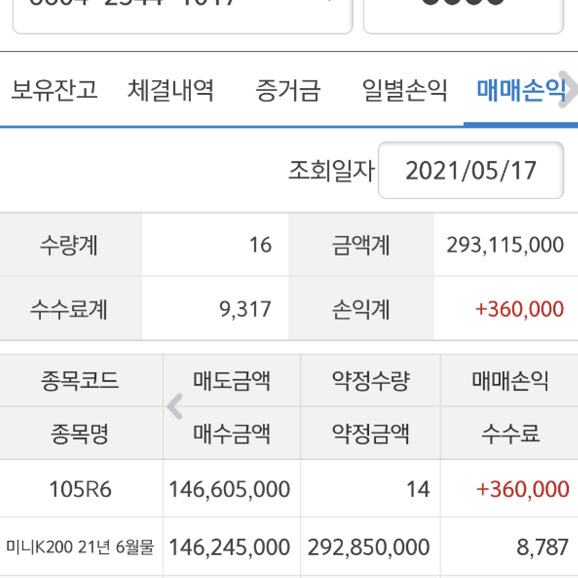 보유잔고 체결내역 증거금 일별손익 매매손익
조회일자 2021/05/17
수량계 16 금액계 293,115,000
수수료계 9,317 손익계 +360,000
종목코드 매도금액 약정수량 매매손익
종목명 매수금액 약정금액 수수료
105R6 146,605,000 14 +360,000
미니K200 21년 6월물 146,245,000 292,850,000 8,787